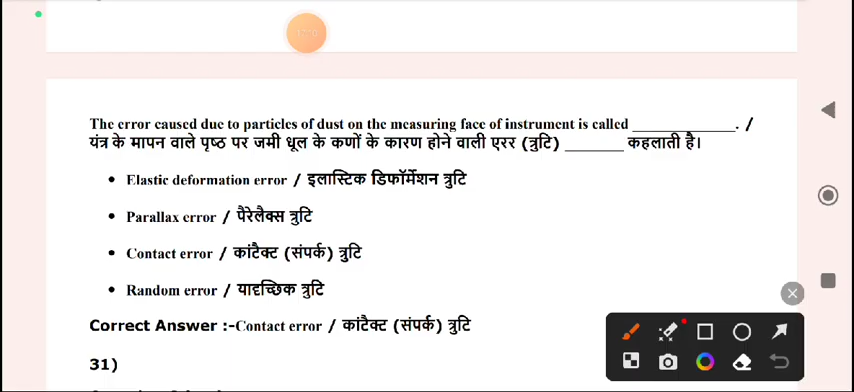 The error caused due to particles of dust on the measuring face of instrument is called _______________. /
यंत्र के मापन वाले पृष्ठ पर जमी धूल के कणों के कारण होने वाली एरर (त्रुटि) ________ कहलाती है।
• Elastic deformation error / इलास्टिक डिफॉर्मेशन त्रुटि
• Parallax error / पैरेलैक्स त्रुटि
• Contact error / कांटैक्ट (संपर्क) त्रुटि
• Random error / यादृच्छिक त्रुटि
Correct Answer :-Contact error / कांटैक्ट (संपर्क) त्रुटि
31)